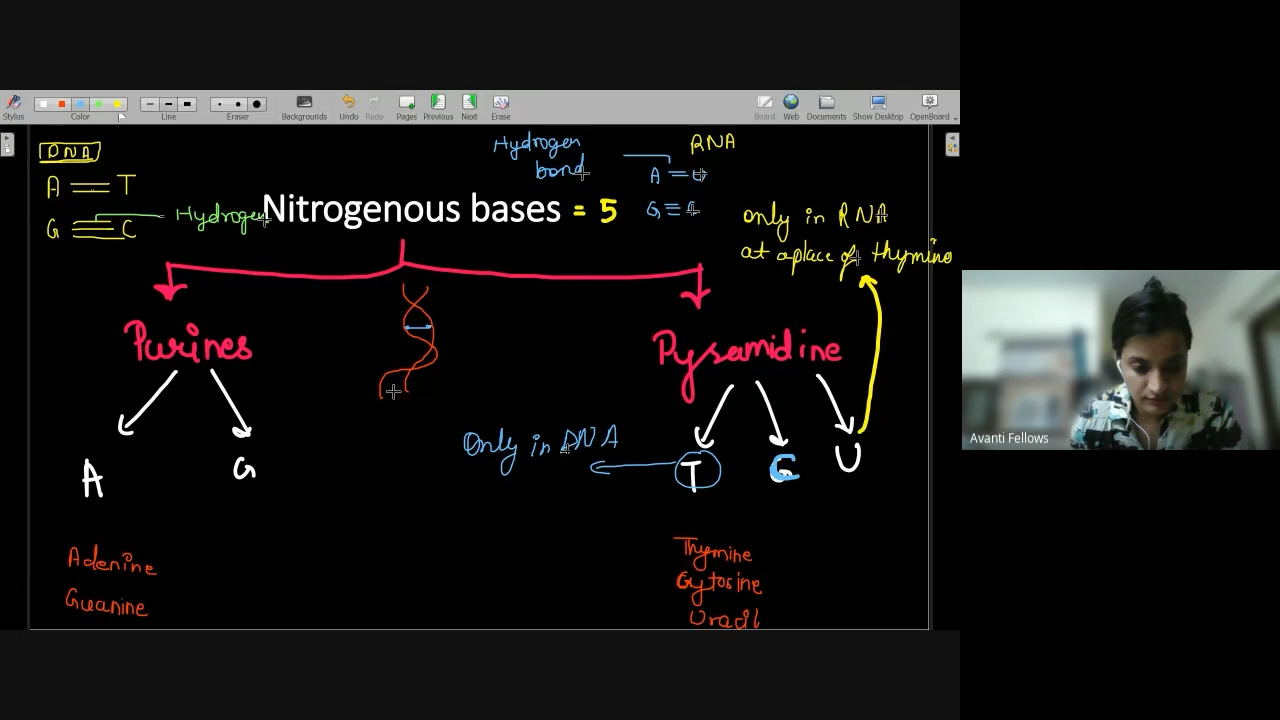 Stylus
Color
Line
Eraser
Backgrounds
Undo
Redo
Pages
Previous
Next
Erase
Board
Web
Documents
Show Desktop
OpenBoard
DNA
A = T
G ≡ C
Hydrogen
Hydrogen
bond
RNA
A = U
G ≡ C
Nitrogenous bases = 5
only in RNA
at a place of thymine
Purines
Pyramidine
A
G
Only in DNA
T
C
U
Adenine
Guanine
Thymine
Cytosine
Uracil
Avanti Fellows